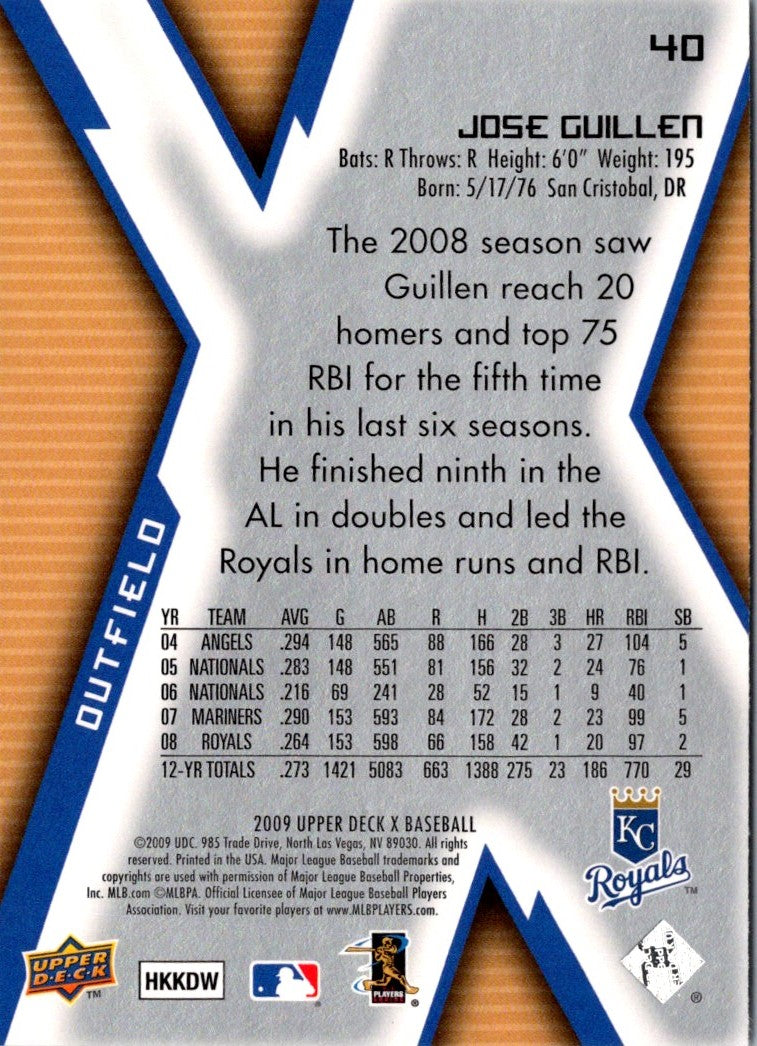 40
JOSE GUILLEN
Bats: R Throws: R Height: 6'0" Weight: 195
Born: 5/17/76 San Cristobal, DR
The 2008 season saw
Guillen reach 20
homers and top 75
RBI for the fifth time
in his last six seasons.
He finished ninth in the
AL in doubles and led the
Royals in home runs and RBI.
OUTFIELD
YR TEAM AVG G AB R H 2B 3B HR RBI SB
04 ANGELS .294 148 565 88 166 28 3 27 104 5
05 NATIONALS .283 148 551 81 156 32 2 24 76 1
06 NATIONALS .216 69 241 28 52 15 1 9 40 1
07 MARINERS .290 153 593 84 172 28 2 23 99 5
08 ROYALS .264 153 598 66 158 42 1 20 97 2
12-YR TOTALS .273 1421 5083 663 1388 275 23 186 770 29
2009 UPPER DECK X BASEBALL
©2009 UDC. 985 Trade Drive, North Las Vegas, NV 89030. All rights
reserved. Printed in the USA. Major League Baseball trademarks and
copyrights are used with permission of Major League Baseball Properties,
Inc. MLB.com ©MLBPA. Official Licensee of Major League Baseball Players
Association. Visit your favorite players at www.MLBPLAYERS.com.
KC
Royals™
UPPER
D·E·C·K
™
HKKDW
®
PLAYERS
®
®